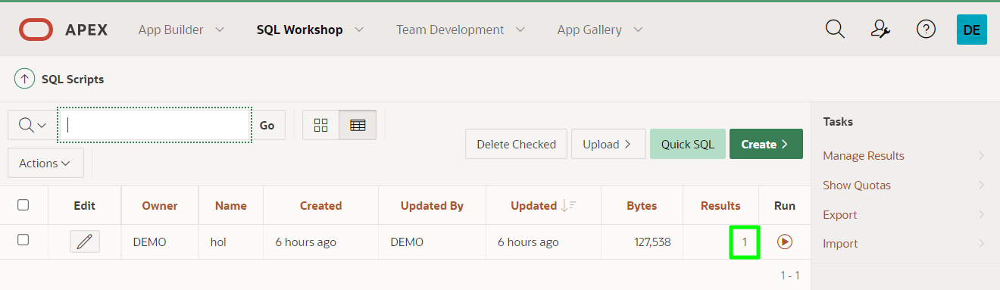 APEX App Builder SQL Workshop Team Development App Gallery DE
SQL Scripts
Go
Delete Checked Upload Quick SQL Create
Actions
Edit Owner Name Created Updated By Updated Bytes Results Run
DEMO hol 6 hours ago DEMO 6 hours ago 127,538 1
1 - 1
Tasks
Manage Results
Show Quotas
Export
Import